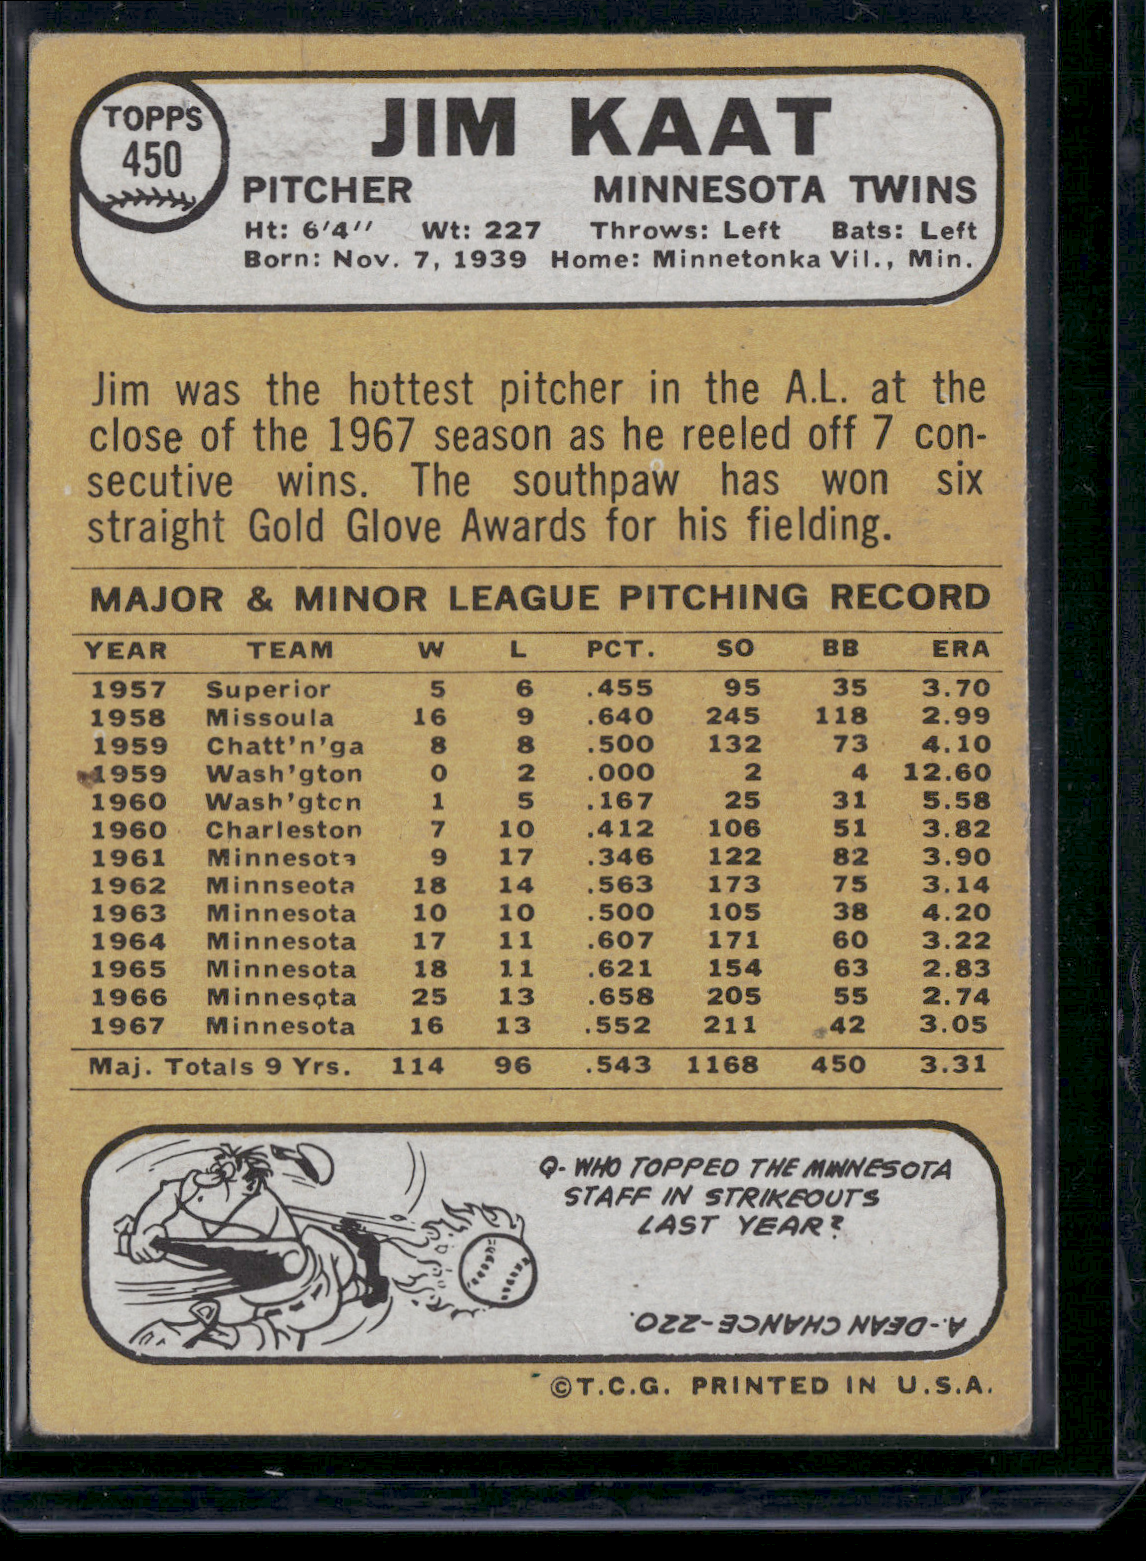 TOPPS
450
JIM KAAT
PITCHER MINNESOTA TWINS
Ht: 6'4'' Wt: 227 Throws: Left Bats: Left
Born: Nov. 7, 1939 Home: Minnetonka Vil., Min.
Jim was the hottest pitcher in the A.L. at the
close of the 1967 season as he reeled off 7 con-
secutive wins. The southpaw has won six
straight Gold Glove Awards for his fielding.
MAJOR & MINOR LEAGUE PITCHING RECORD
YEAR TEAM W L PCT. SO BB ERA
1957 Superior 5 6 .455 95 35 3.70
1958 Missoula 16 9 .640 245 118 2.99
1959 Chatt'n'ga 8 8 .500 132 73 4.10
1959 Wash'gton 0 2 .000 2 4 12.60
1960 Wash'gton 1 5 .167 25 31 5.58
1960 Charleston 7 10 .412 106 51 3.82
1961 Minnesota 9 17 .346 122 82 3.90
1962 Minnseota 18 14 .563 173 75 3.14
1963 Minnesota 10 10 .500 105 38 4.20
1964 Minnesota 17 11 .607 171 60 3.22
1965 Minnesota 18 11 .621 154 63 2.83
1966 Minnesota 25 13 .658 205 55 2.74
1967 Minnesota 16 13 .552 211 42 3.05
Maj. Totals 9 Yrs. 114 96 .543 1168 450 3.31
Q- WHO TOPPED THE MINNESOTA
STAFF IN STRIKEOUTS
LAST YEAR?
A.-DEAN CHANCE-220.
©T.C.G. PRINTED IN U.S.A.